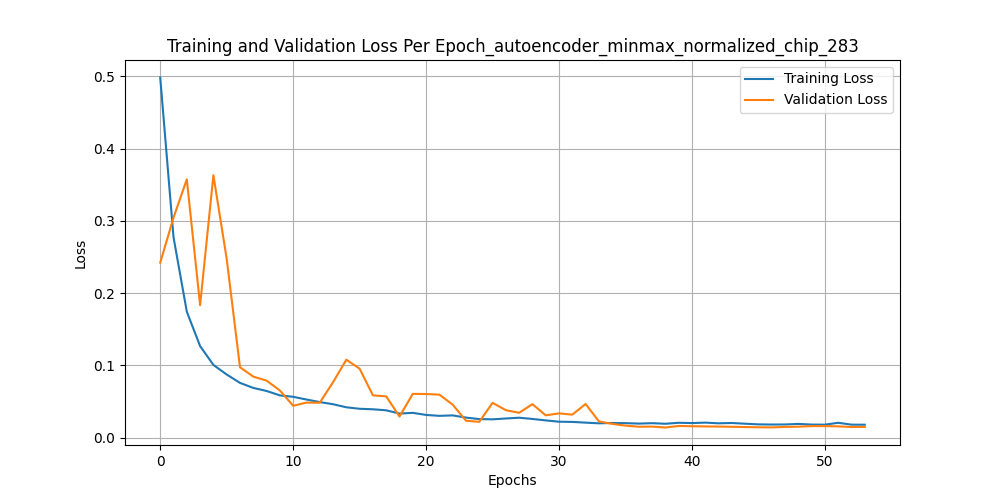 Training and Validation Loss Per Epoch_autoencoder_minmax_normalized_chip_283
Training Loss
Validation Loss
0.5
0.4
0.3
0.2
0.1
0.0
Loss
0 10 20 30 40 50
Epochs